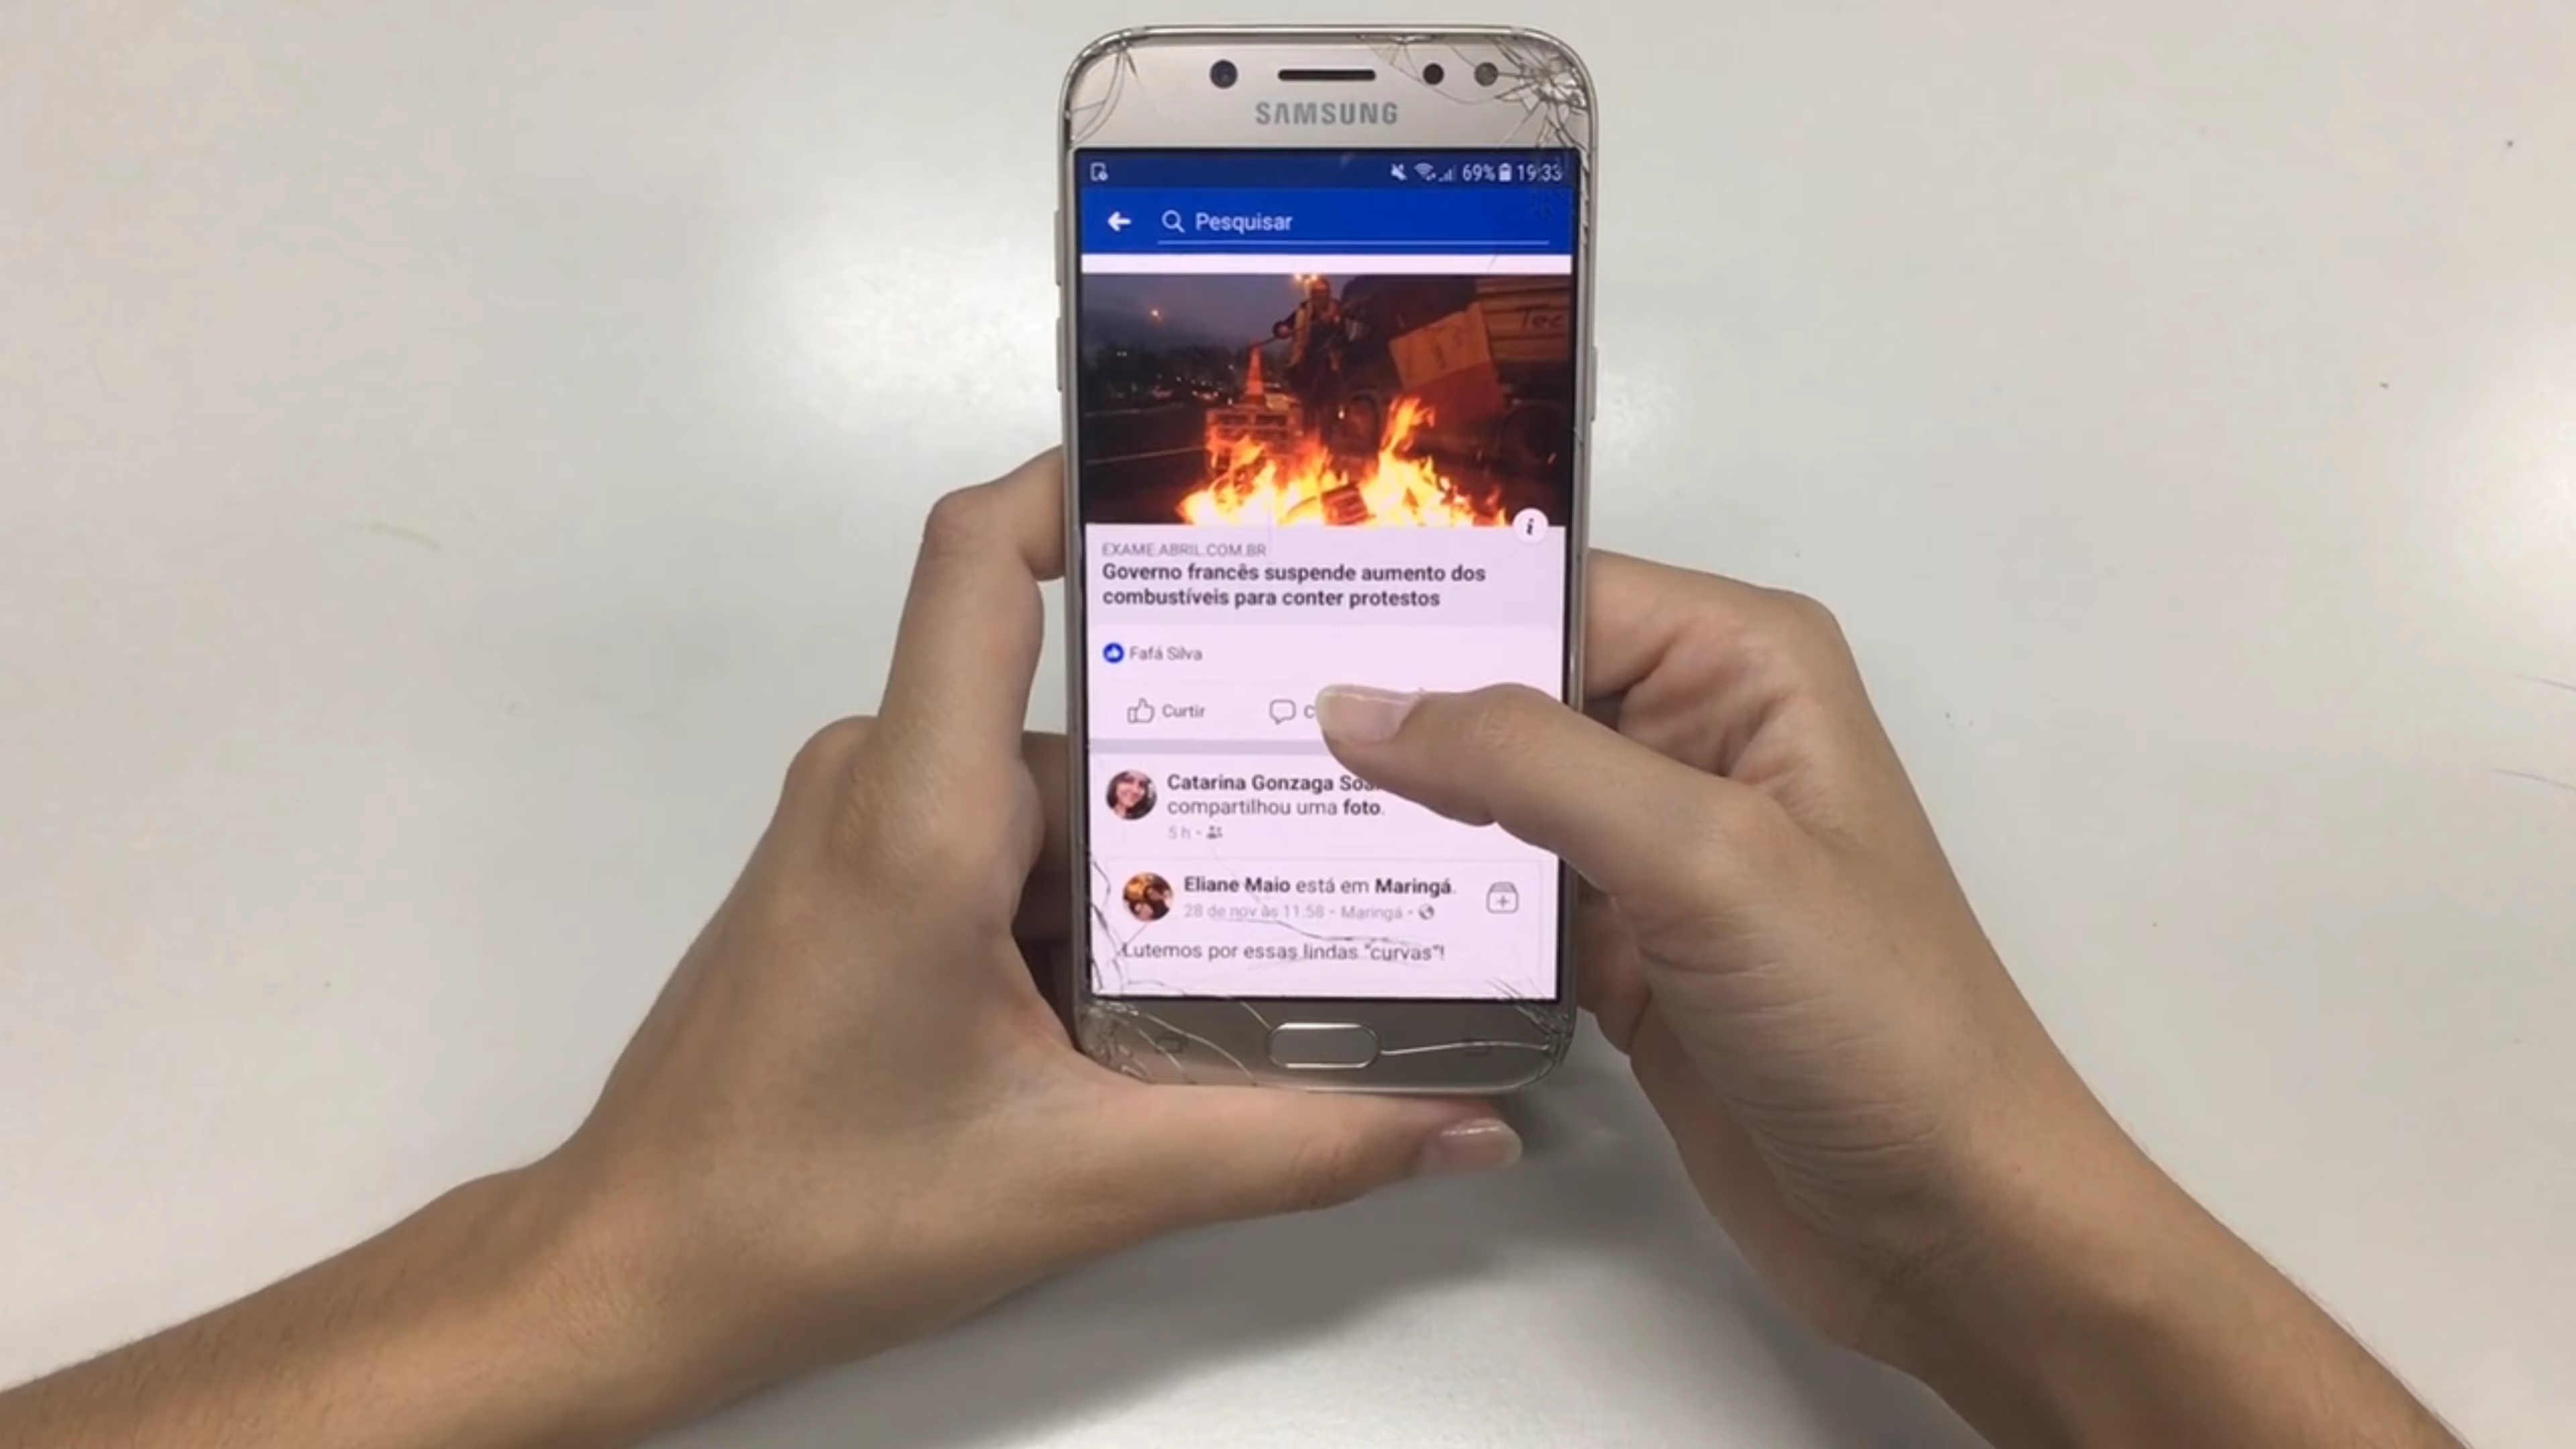 SAMSUNG
69% 19:33
Pesquisar
Tec
EXAME.ABRIL.COM.BR
Governo francês suspende aumento dos
combustíveis para conter protestos
Fafá Silva
Curtir
Catarina Gonzaga
compartilhou uma foto.
5 h
Eliane Maio está em Maringá.
28 de nov às 11:58 • Maringá •
Lutemos por essas lindas "curvas"!